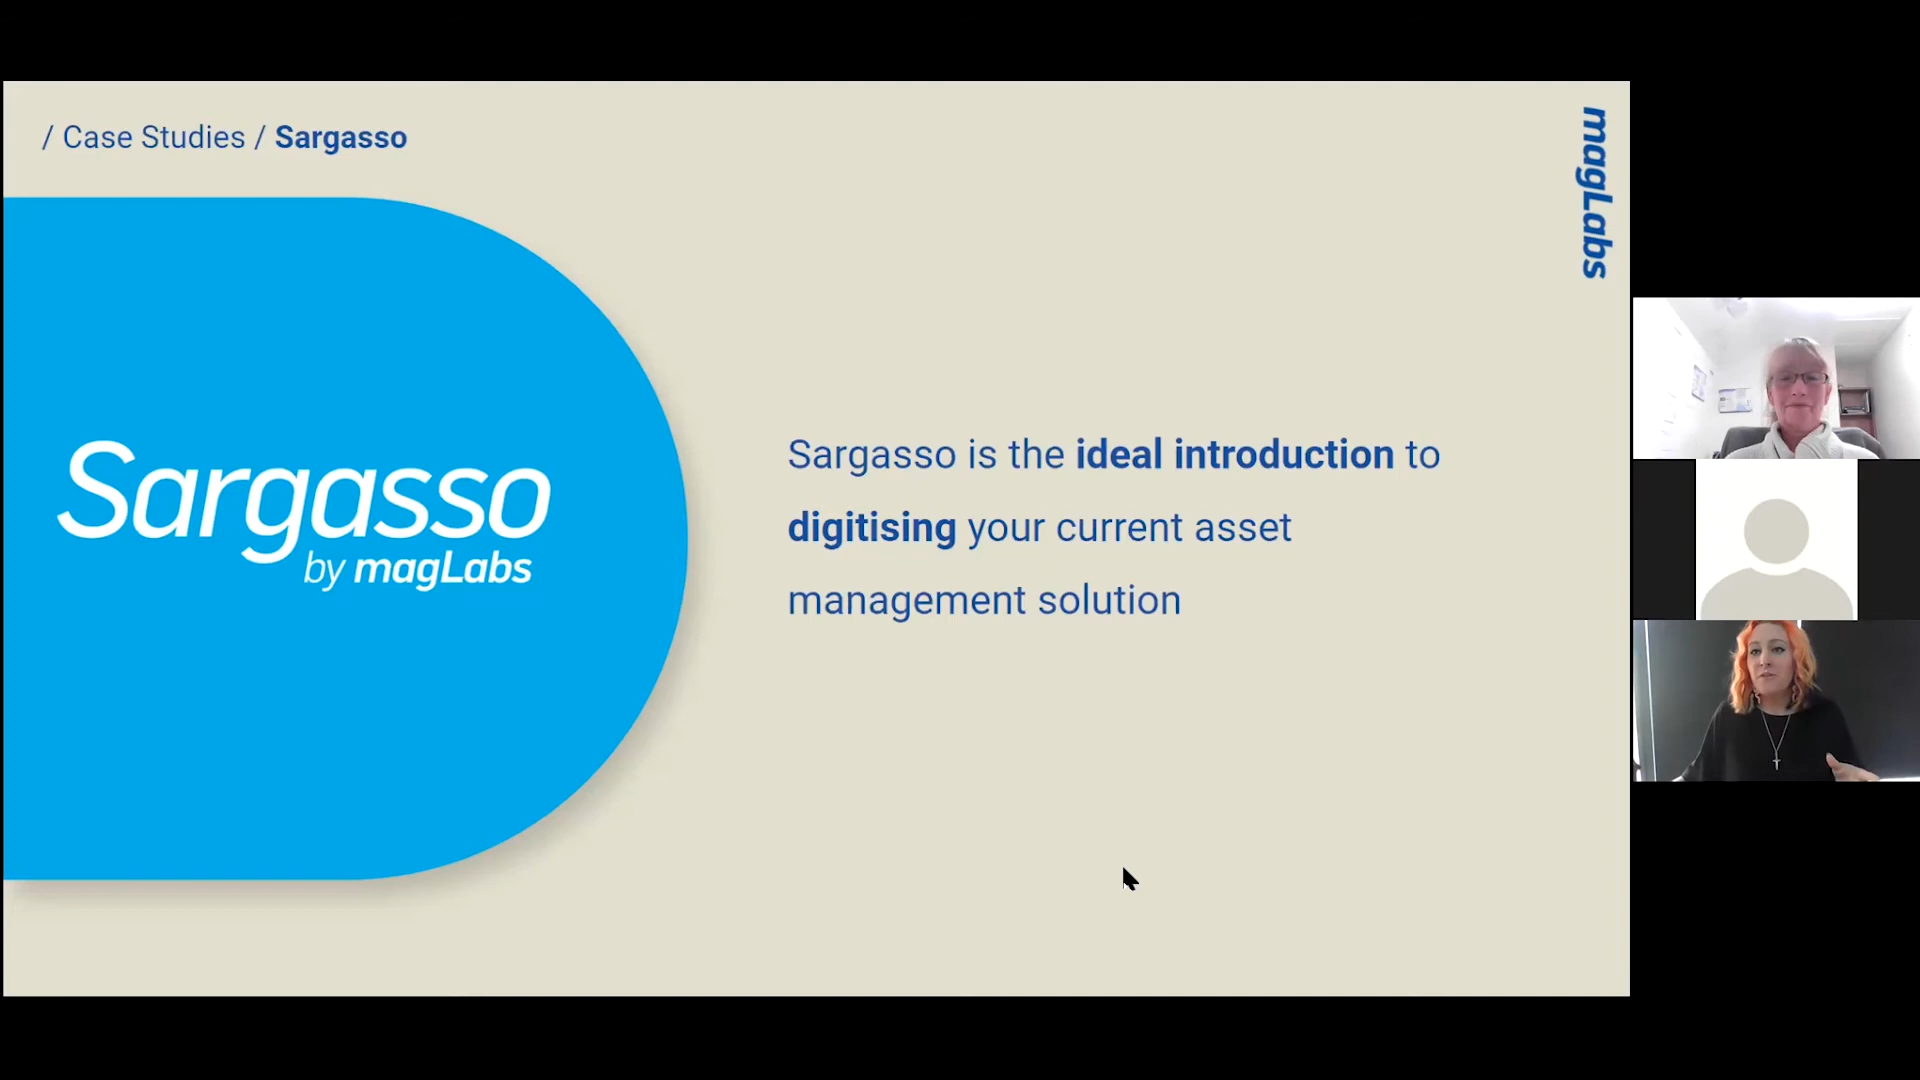 / Case Studies / Sargasso
magLabs
Sargasso
by magLabs
Sargasso is the ideal introduction to
digitising your current asset
management solution